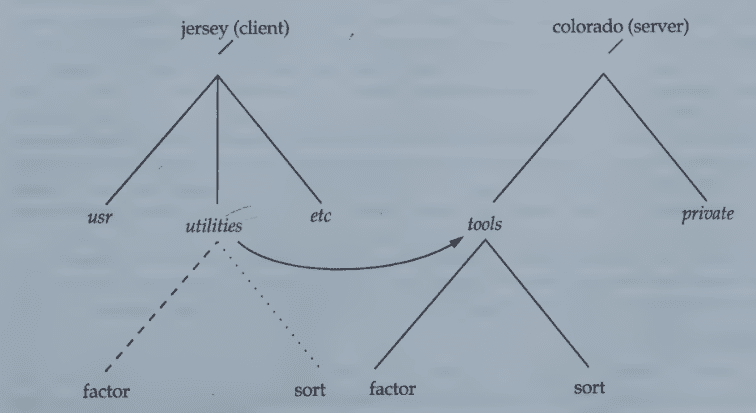 jersey (client) colorado (server)
/ /
usr utilities etc tools private
factor sort factor sort